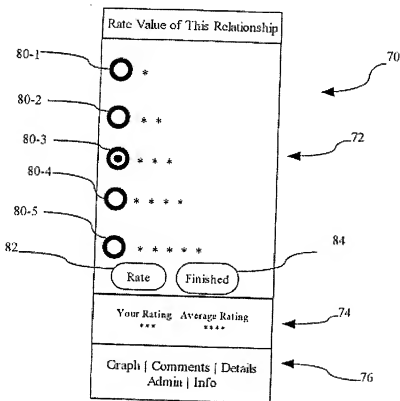 Rate Value of This Relationship
80-1
*
70
80-2
* *
80-3
* * *
72
80-4
* * * *
80-5
* * * * *
82
84
Rate Finished
Your Rating Average Rating
*** ****
74
Graph | Comments | Details
Admin | Info
76